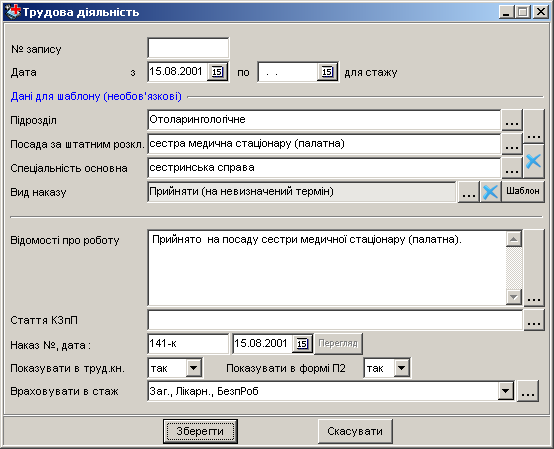 Трудова діяльність
№ запису
Дата з 15.08.2001 15 по . . 15 для стажу
Дані для шаблону (необов'язкові)
Підрозділ Отоларингологічне ...
Посада за штатним розкл. сестра медична стаціонару (палатна) ...
Спеціальність основна сестринська справа ...
Вид наказу Прийняти (на невизначений термін) ... Шаблон
Відомості про роботу Прийнято на посаду сестри медичної стаціонару (палатна). ...
Стаття КЗпП ...
Наказ №, дата : 141-к 15.08.2001 15 Перегляд
Показувати в труд.кн. так Показувати в формі П2 так
Враховувати в стаж Заг., Лікарн., БезпРоб ...
Зберегти Скасувати